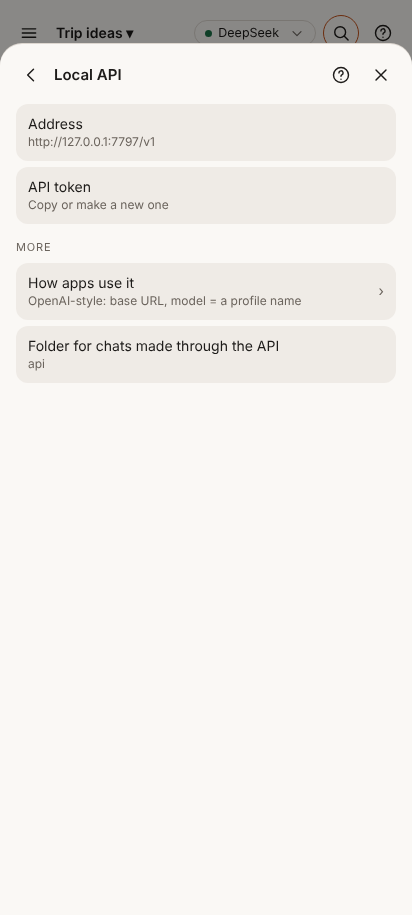 Trip ideas ▾
DeepSeek
Local API
Address
http://127.0.0.1:7797/v1
API token
Copy or make a new one
MORE
How apps use it
OpenAI-style: base URL, model = a profile name
Folder for chats made through the API
api